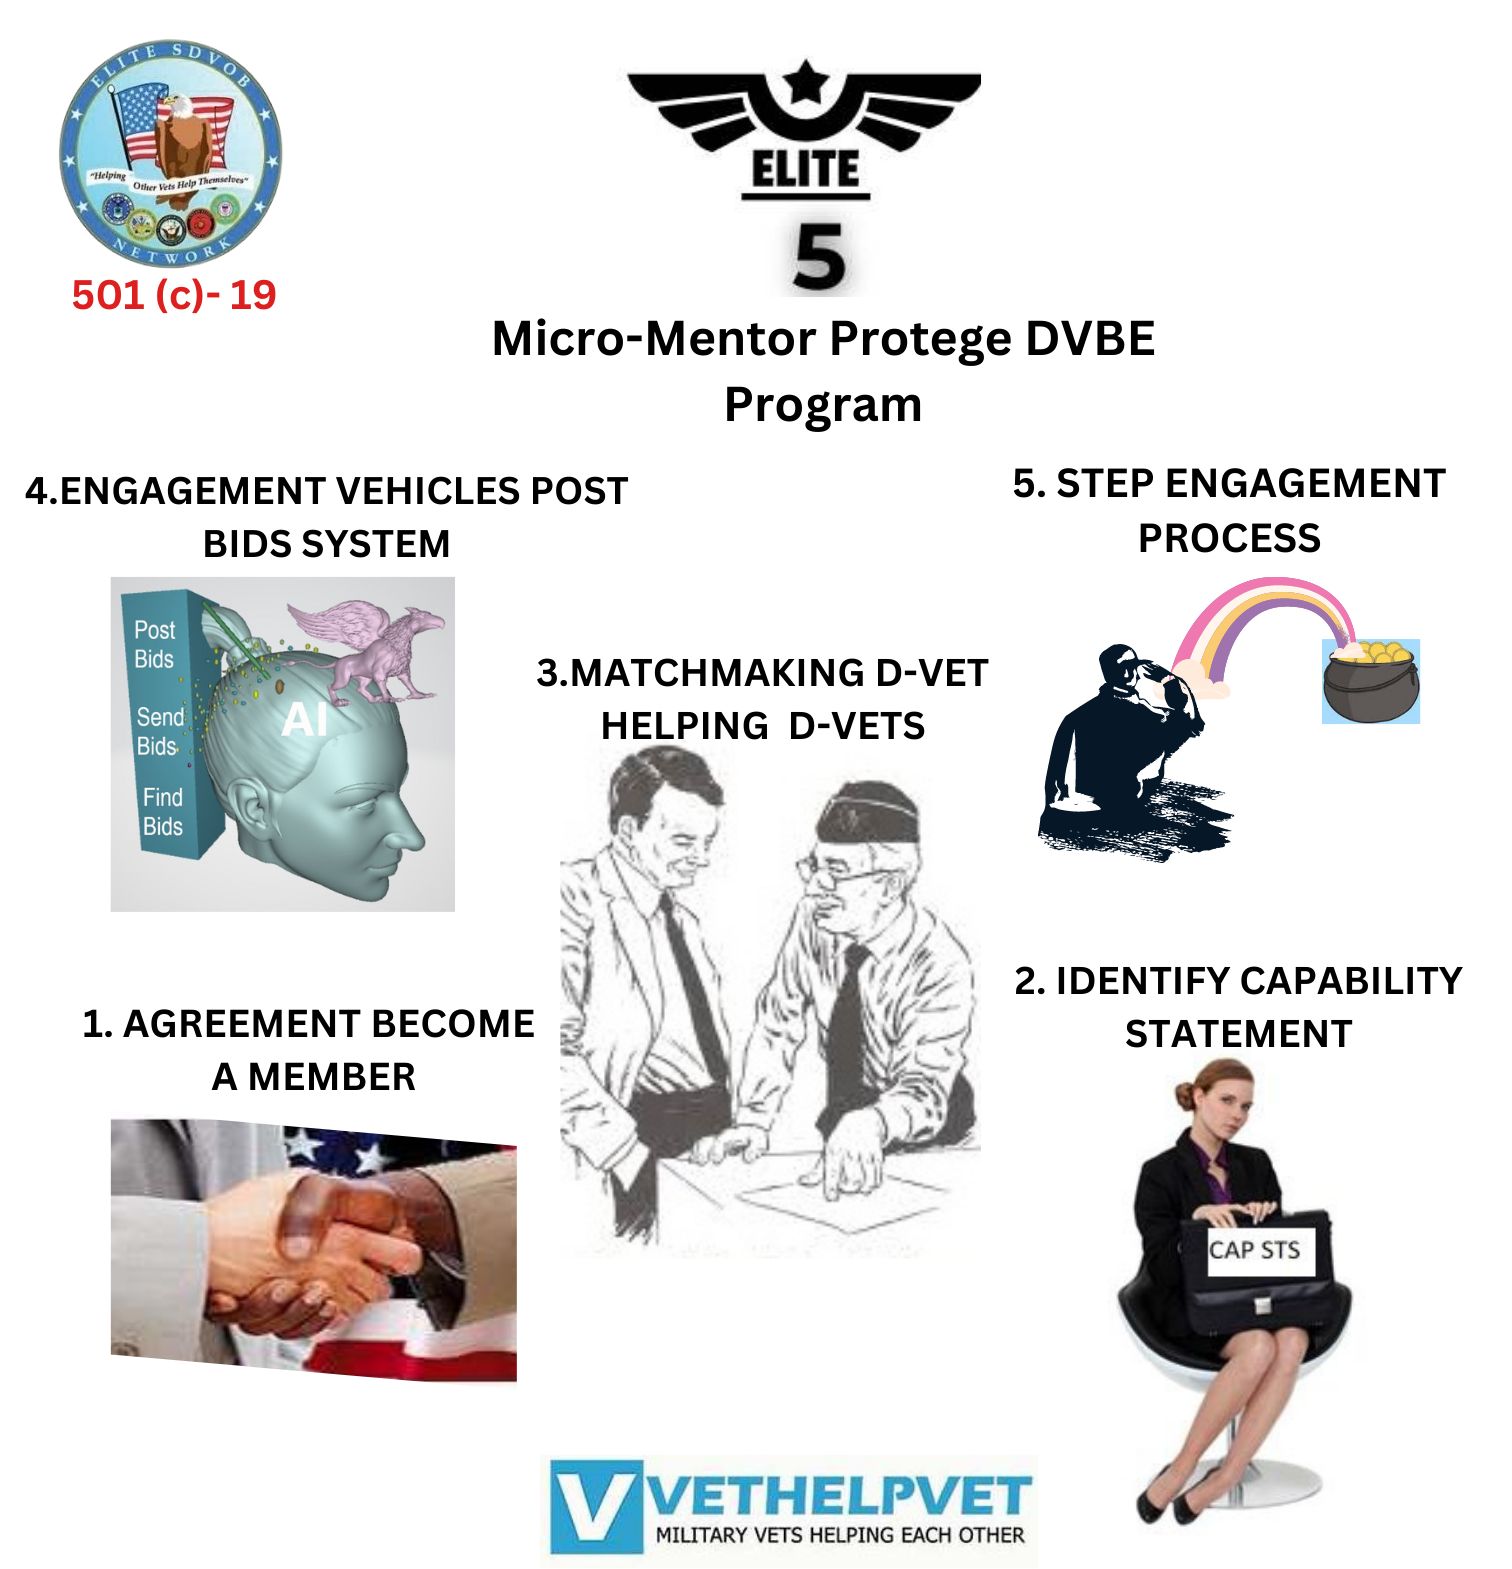 ELITE SDVOB
"Helping Other Vets Help Themselves"
NETWORK
501 (c)- 19
ELITE
5
Micro-Mentor Protege DVBE
Program
4.ENGAGEMENT VEHICLES POST
BIDS SYSTEM
Post
Bids
Send
Bids
Find
Bids
AI
5. STEP ENGAGEMENT
PROCESS
3.MATCHMAKING D-VET
HELPING D-VETS
1. AGREEMENT BECOME
A MEMBER
2. IDENTIFY CAPABILITY
STATEMENT
CAP STS
V VETHELPVET
MILITARY VETS HELPING EACH OTHER